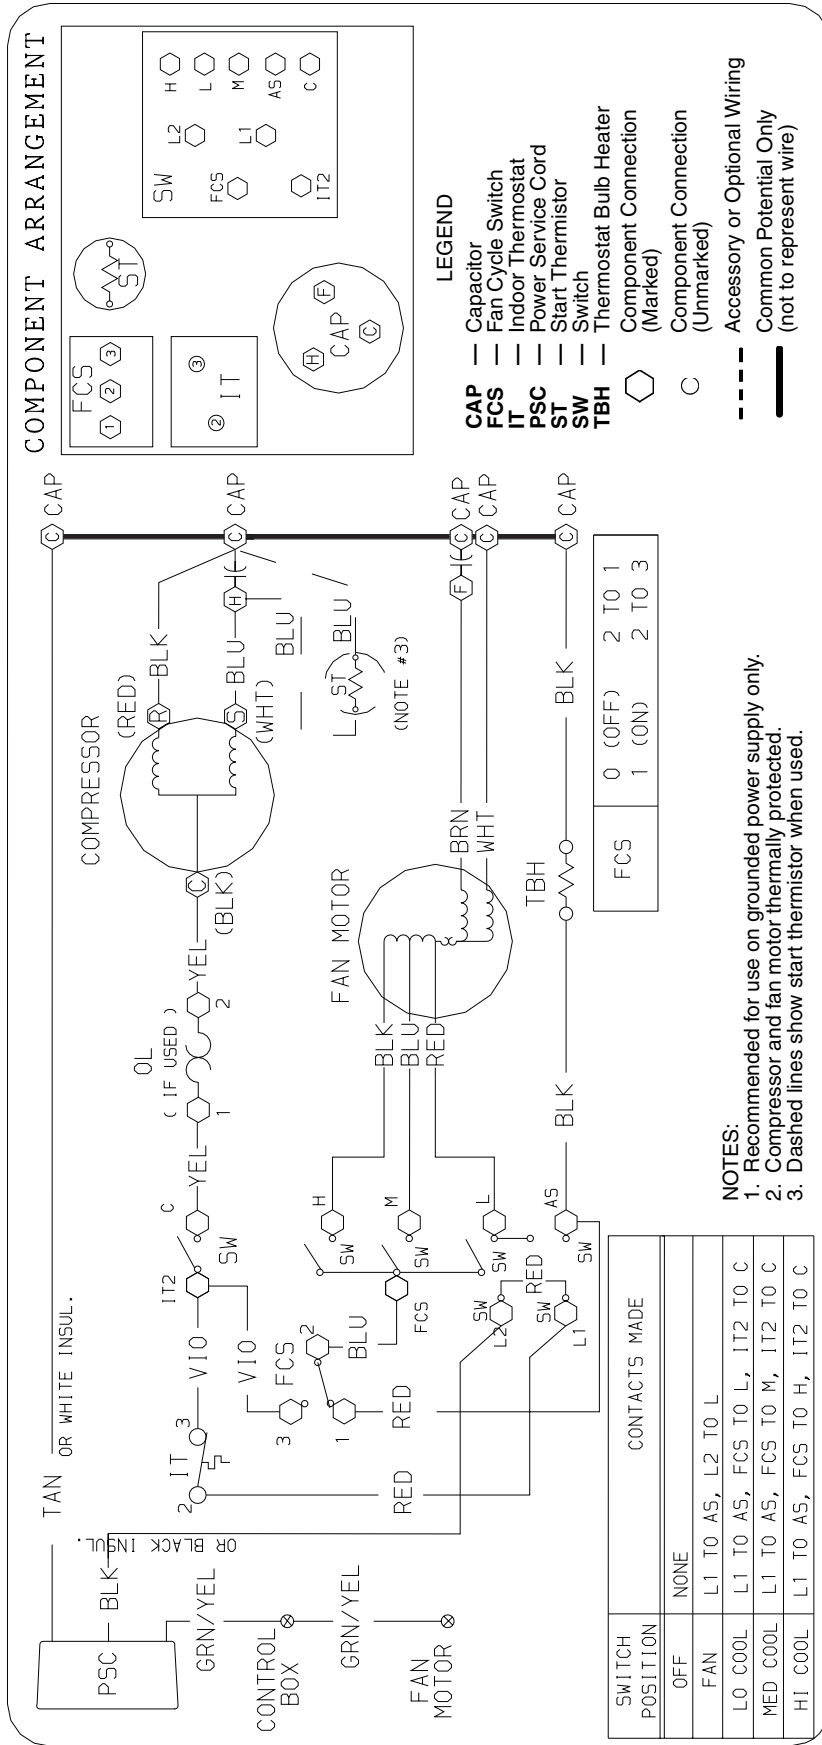 COMPONENT ARRANGEMENT
FCS
1 2 3
ST
IT
2 3
CAP
H F C
SW
L2
L1
FCS
IT2
H
L
M
AS
C
LEGEND
CAP — Capacitor
FCS — Fan Cycle Switch
IT — Indoor Thermostat
PSC — Power Service Cord
ST — Start Thermistor
SW — Switch
TBH — Thermostat Bulb Heater
Component Connection
(Marked)
Component Connection
(Unmarked)
Accessory or Optional Wiring
Common Potential Only
(not to represent wire)
PSC
TAN
OR WHITE INSUL.
C CAP
BLK
OR BLACK INSUL.
GRN/YEL
CONTROL
BOX
GRN/YEL
FAN
MOTOR
2
IT
3
VIO
IT2
SW
C
YEL
1
OL
( IF USED )
2
YEL
C
(BLK)
COMPRESSOR
R
(RED)
BLK
S
(WHT)
BLU
H
C CAP
BLU
ST
BLU
(NOTE #3)
VIO
3
FCS
2
1
BLU
RED
RED
FCS
SW
H
SW
M
SW
L
BLK
BLU
RED
FAN MOTOR
BRN
WHT
F
C CAP
C CAP
SW
L2
RED
SW
L1
AS
SW
BLK
TBH
BLK
C CAP
FCS
0 (OFF) 2 TO 1
1 (ON) 2 TO 3
SWITCH
POSITION
CONTACTS MADE
OFF NONE
FAN L1 TO AS, L2 TO L
LO COOL L1 TO AS, FCS TO L, IT2 TO C
MED COOL L1 TO AS, FCS TO M, IT2 TO C
HI COOL L1 TO AS, FCS TO H, IT2 TO C
NOTES:
1. Recommended for use on grounded power supply only.
2. Compressor and fan motor thermally protected.
3. Dashed lines show start thermistor when used.